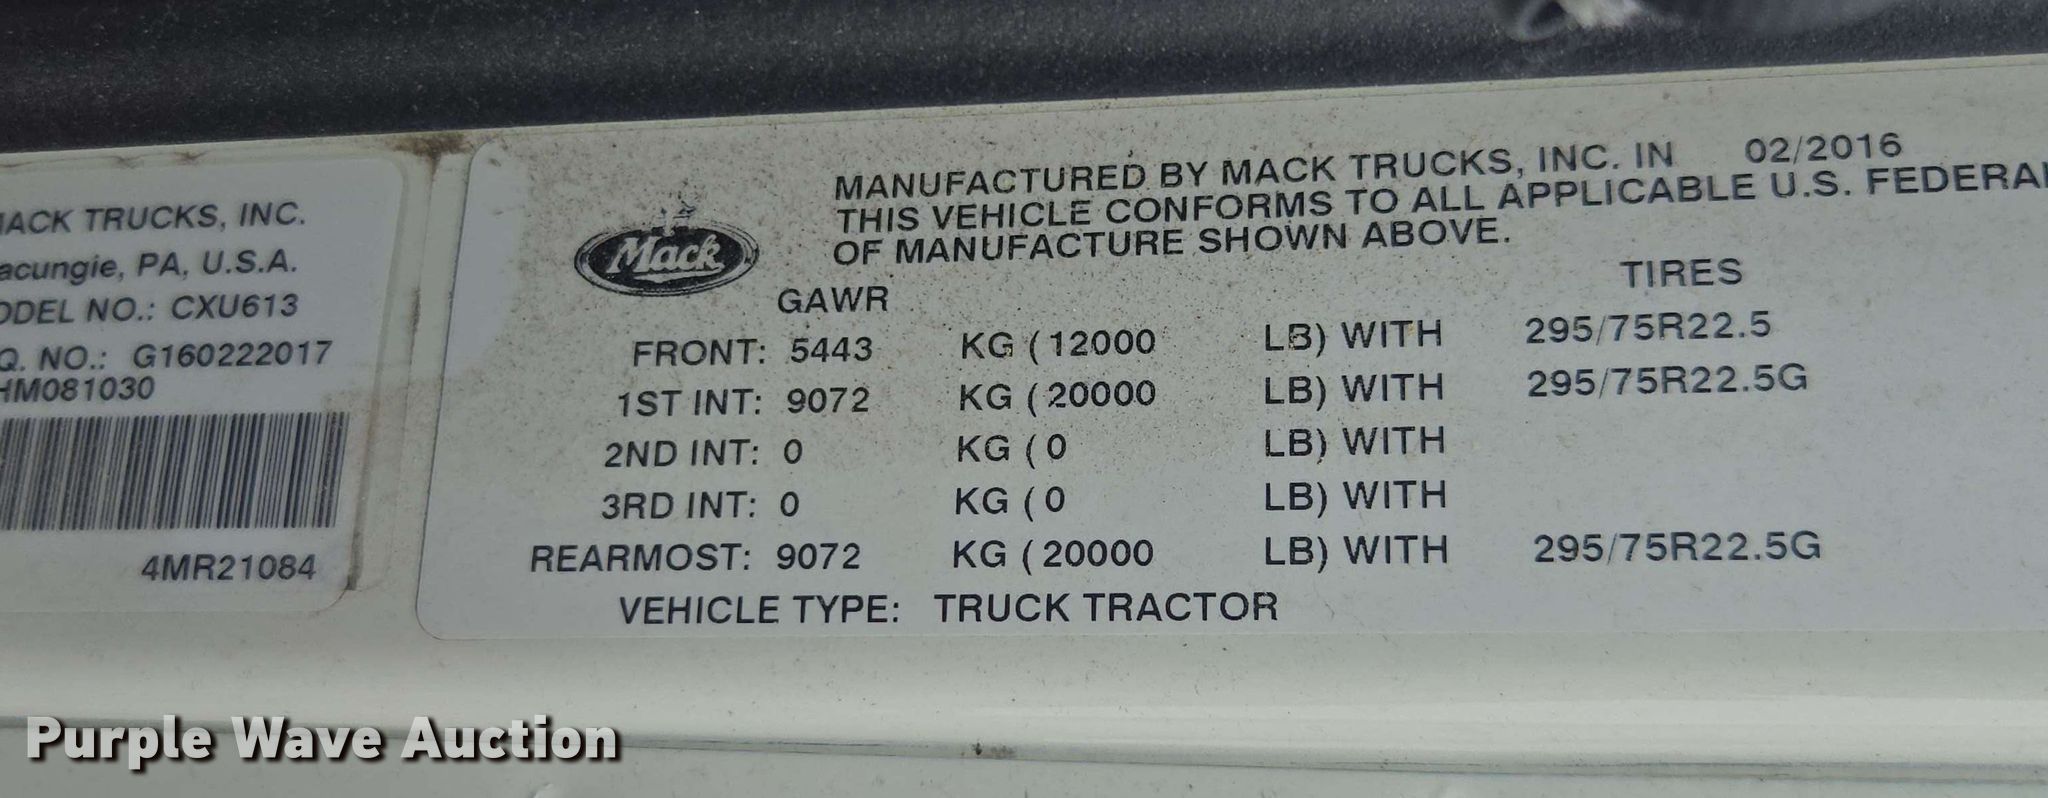 MACK TRUCKS, INC.
acungie, PA, U.S.A.
ODEL NO.: CXU613
Q. NO.: G160222017
HM081030
4MR21084
Mack
MANUFACTURED BY MACK TRUCKS, INC. IN 02/2016
THIS VEHICLE CONFORMS TO ALL APPLICABLE U.S. FEDERAL
OF MANUFACTURE SHOWN ABOVE.
GAWR TIRES
FRONT: 5443 KG ( 12000 LB) WITH 295/75R22.5
1ST INT: 9072 KG ( 20000 LB) WITH 295/75R22.5G
2ND INT: 0 KG ( 0 LB) WITH
3RD INT: 0 KG ( 0 LB) WITH
REARMOST: 9072 KG ( 20000 LB) WITH 295/75R22.5G
VEHICLE TYPE: TRUCK TRACTOR
Purple Wave Auction